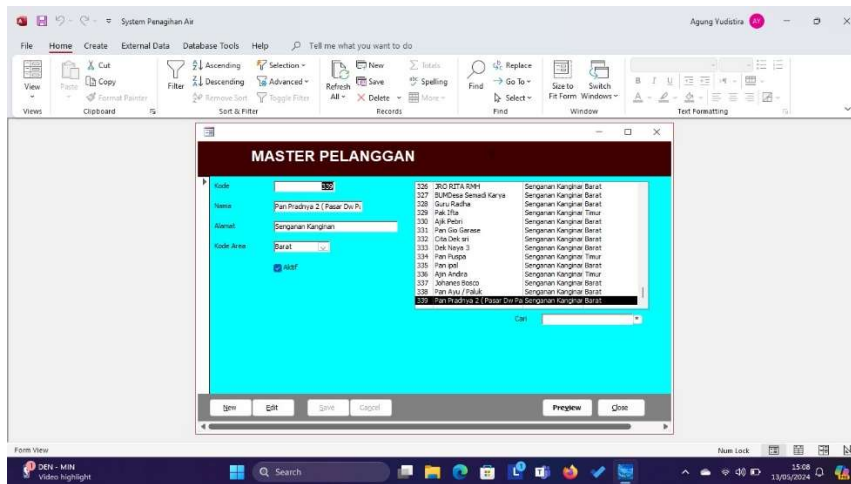 System Penagihan Air
Agung Yudistira AY
File Home Create External Data Database Tools Help Tell me what you want to do
View
Views
Paste
Cut
Copy
Format Painter
Clipboard
Filter
Ascending
Descending
Remove Sort
Selection
Advanced
Toggle Filter
Sort & Filter
Refresh All
New
Save
Delete
Totals
Spelling
More
Records
Find
Replace
Go To
Select
Find
Size to Fit Form
Switch Windows
Window
B I U
A
Text Formatting
MASTER PELANGGAN
Kode 339
Nama Pan Pradnya 2 ( Pasar Dw Pa
Alamat Senganan Kanginan
Kode Area Barat
Aktif
326 JRO RITA RMH Senganan Kanginar Barat
327 BUMDesa Semadi Karya Senganan Kanginar Barat
328 Guru Radha Senganan Kanginar Barat
329 Pak Ifta Senganan Kanginar Timur
330 Ajik Pebri Senganan Kanginar Barat
331 Pan Gio Garase Senganan Kanginar Barat
332 Cita Dek sri Senganan Kanginar Barat
333 Dek Naya 3 Senganan Kanginar Barat
334 Pan Puspa Senganan Kanginar Timur
335 Pan ipal Senganan Kanginar Barat
336 Ajin Andira Senganan Kanginar Timur
337 Johanes Bosco Senganan Kanginar Barat
338 Pan Ayu / Paluk Senganan Kanginar Barat
339 Pan Pradnya 2 ( Pasar Dw Pa Senganan Kanginar Barat
Cari
New Edit Save Cancel Preview Close
Form View
Num Lock
DEN - MIN
Video highlight
Search
15:08
13/05/2024